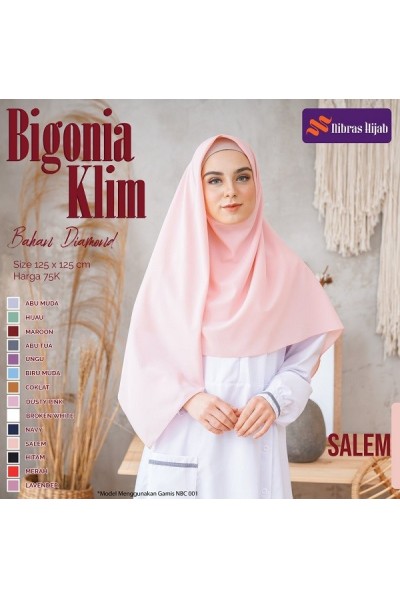 Nibras Hijab
Bigonia
Klim
Bahan Diamond
Size 125 x 125 cm
Harga 75K
ABU MUDA
HIJAU
MAROON
ABU TUA
UNGU
BIRU MUDA
COKLAT
DUSTY PINK
BROKEN WHITE
NAVY
SALEM
HITAM
MERAH
LAVENDEL
SALEM
*Model Menggunakan Gamis NBC 001